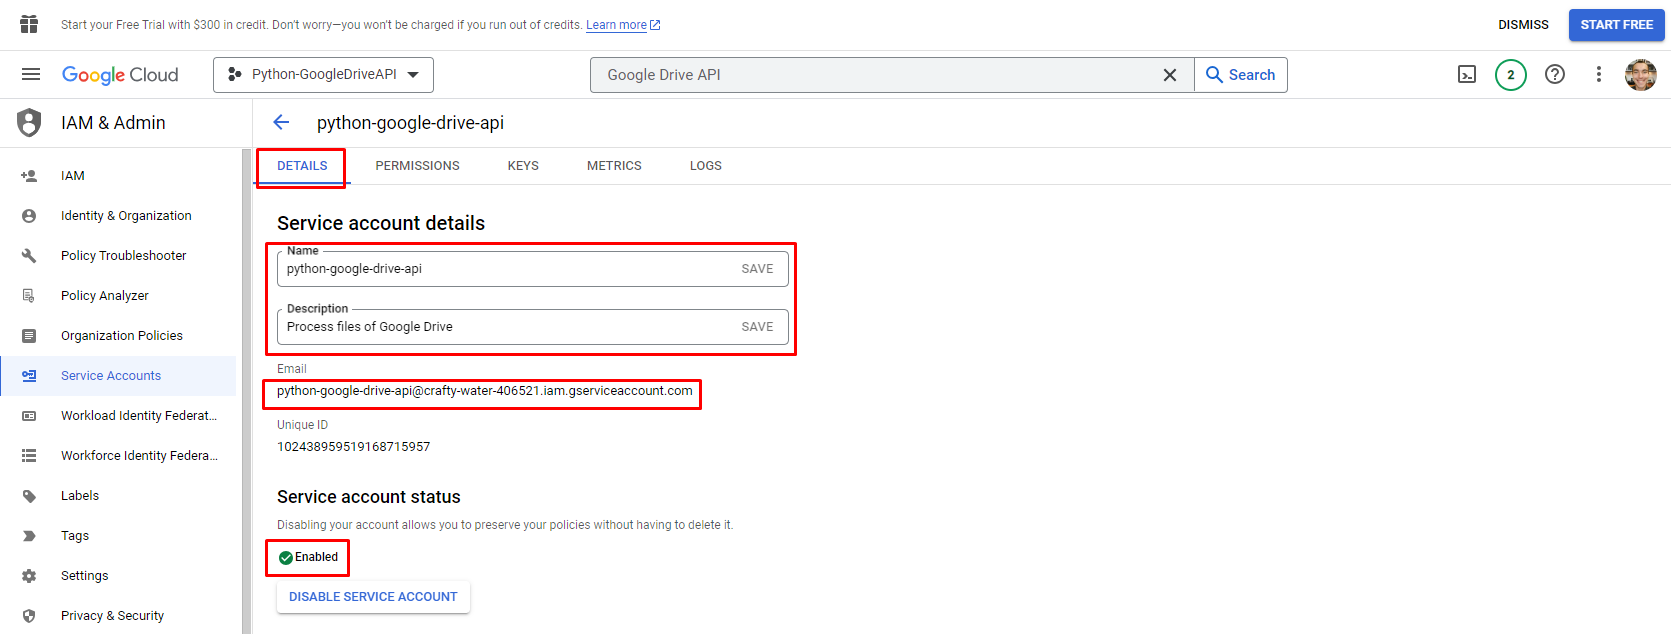 Start your Free Trial with $300 in credit. Don't worry—you won't be charged if you run out of credits. Learn more
DISMISS
START FREE
Google Cloud
Python-GoogleDriveAPI
Google Drive API
Search
2
IAM & Admin
python-google-drive-api
DETAILS
PERMISSIONS
KEYS
METRICS
LOGS
IAM
Identity & Organization
Policy Troubleshooter
Policy Analyzer
Organization Policies
Service Accounts
Workload Identity Federat...
Workforce Identity Federa...
Labels
Tags
Settings
Privacy & Security
Service account details
Name
python-google-drive-api
SAVE
Description
Process files of Google Drive
SAVE
Email
python-google-drive-api@crafty-water-406521.iam.gserviceaccount.com
Unique ID
102438959519168715957
Service account status
Disabling your account allows you to preserve your policies without having to delete it.
Enabled
DISABLE SERVICE ACCOUNT